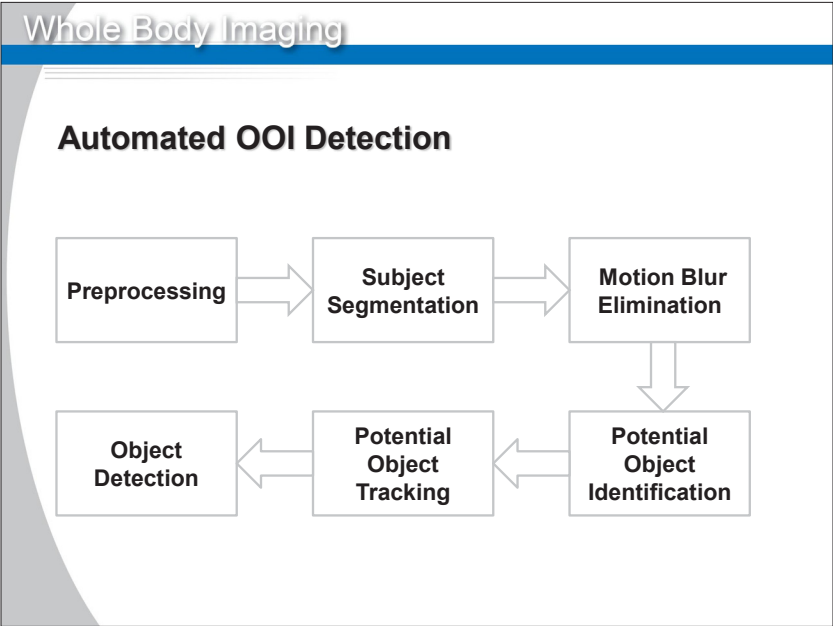 Whole Body Imaging
Automated OOI Detection
Preprocessing
Subject
Segmentation
Motion Blur
Elimination
Potential
Object
Identification
Potential
Object
Tracking
Object
Detection